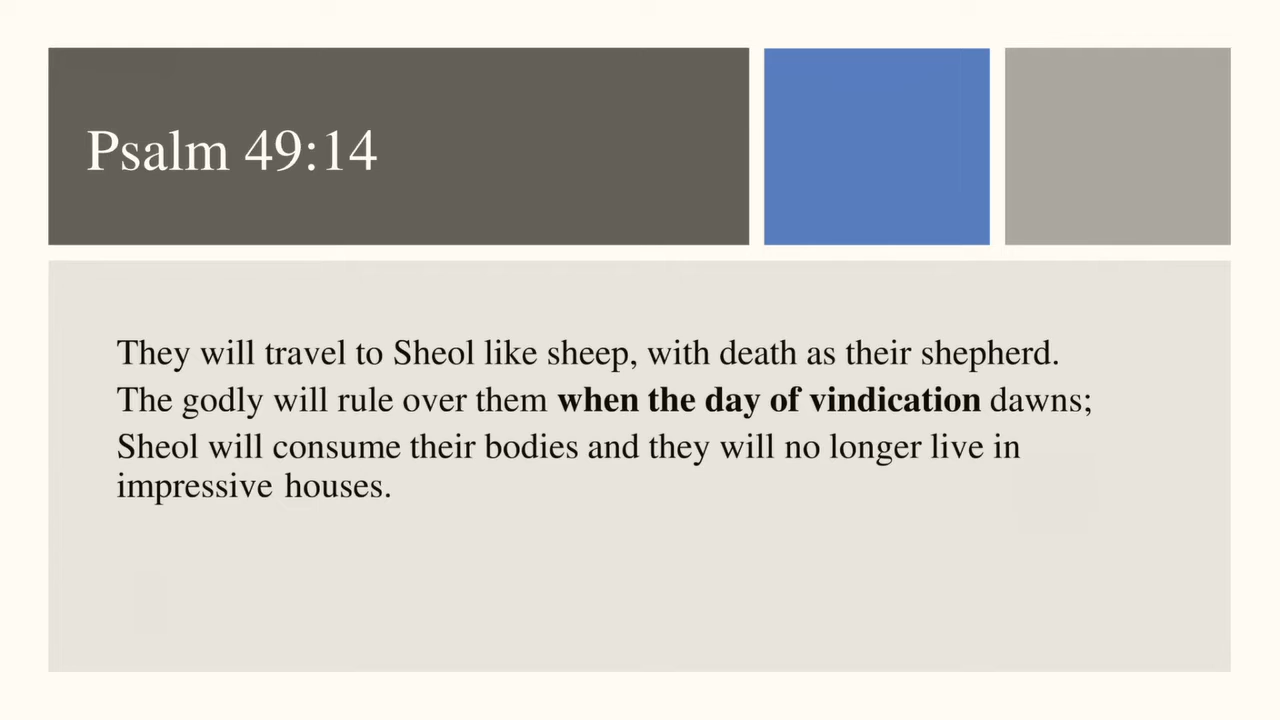 Psalm 49:14
They will travel to Sheol like sheep, with death as their shepherd.
The godly will rule over them when the day of vindication dawns;
Sheol will consume their bodies and they will no longer live in
impressive houses.